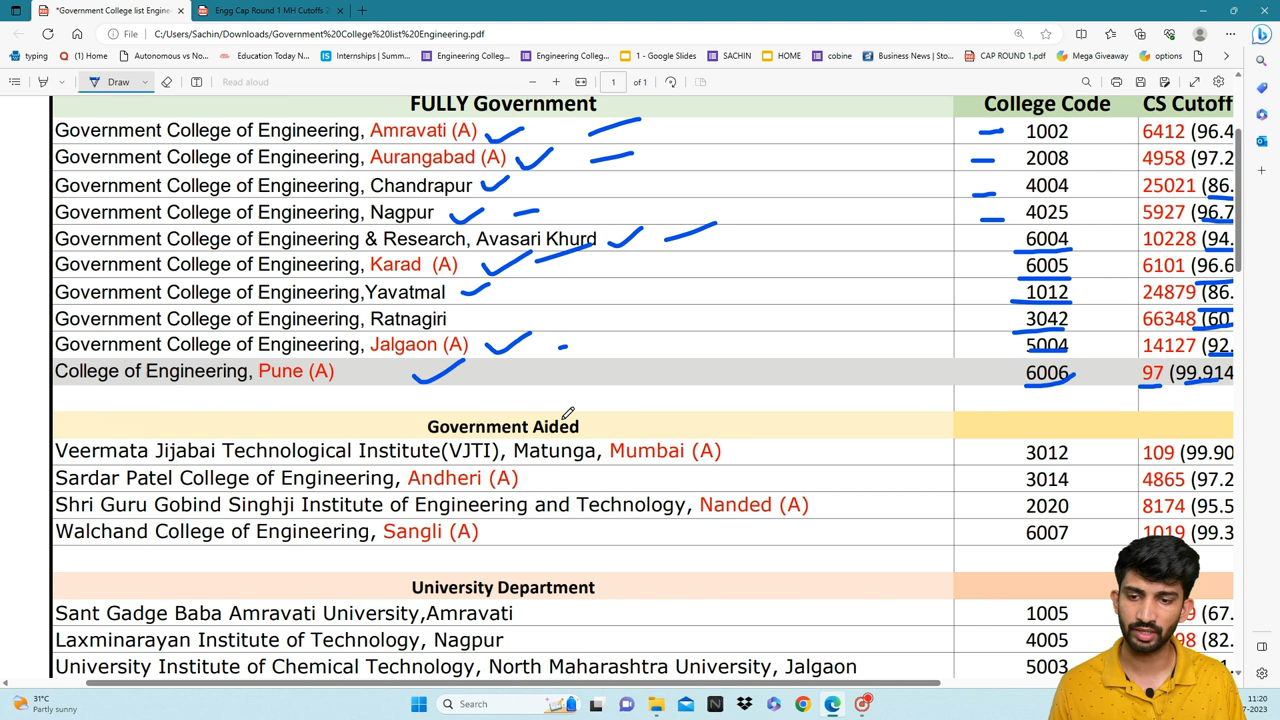 *Government College list Engine
Engg Cap Round 1 MH Cutoffs 2
File
C:/Users/Sachin/Downloads/Government%20College%20list%20Engineering.pdf
typing
(1) Home
Autonomous vs No...
Education Today N...
Internships | Summ...
Engineering Colleg...
Engineering Colleg...
1 - Google Slides
SACHIN
HOME
cobine
Business News | Sto...
CAP ROUND 1.pdf
Mega Giveaway
options
Draw
Read aloud
1 of 1
FULLY Government College Code CS Cutoff
Government College of Engineering, Amravati (A) 1002 6412 (96.4
Government College of Engineering, Aurangabad (A) 2008 4958 (97.2
Government College of Engineering, Chandrapur 4004 25021 (86.
Government College of Engineering, Nagpur 4025 5927 (96.7
Government College of Engineering & Research, Avasari Khurd 6004 10228 (94.
Government College of Engineering, Karad (A) 6005 6101 (96.6
Government College of Engineering,Yavatmal 1012 24879 (86.
Government College of Engineering, Ratnagiri 3042 66348 (60.
Government College of Engineering, Jalgaon (A) 5004 14127 (92.
College of Engineering, Pune (A) 6006 97 (99.914
Government Aided
Veermata Jijabai Technological Institute(VJTI), Matunga, Mumbai (A) 3012 109 (99.90
Sardar Patel College of Engineering, Andheri (A) 3014 4865 (97.2
Shri Guru Gobind Singhji Institute of Engineering and Technology, Nanded (A) 2020 8174 (95.5
Walchand College of Engineering, Sangli (A) 6007 1019 (99.3
University Department
Sant Gadge Baba Amravati University,Amravati 1005 9 (67.
Laxminarayan Institute of Technology, Nagpur 4005 98 (82.
University Institute of Chemical Technology, North Maharashtra University, Jalgaon 5003
31°C
Partly sunny
Search
11:20
-2023